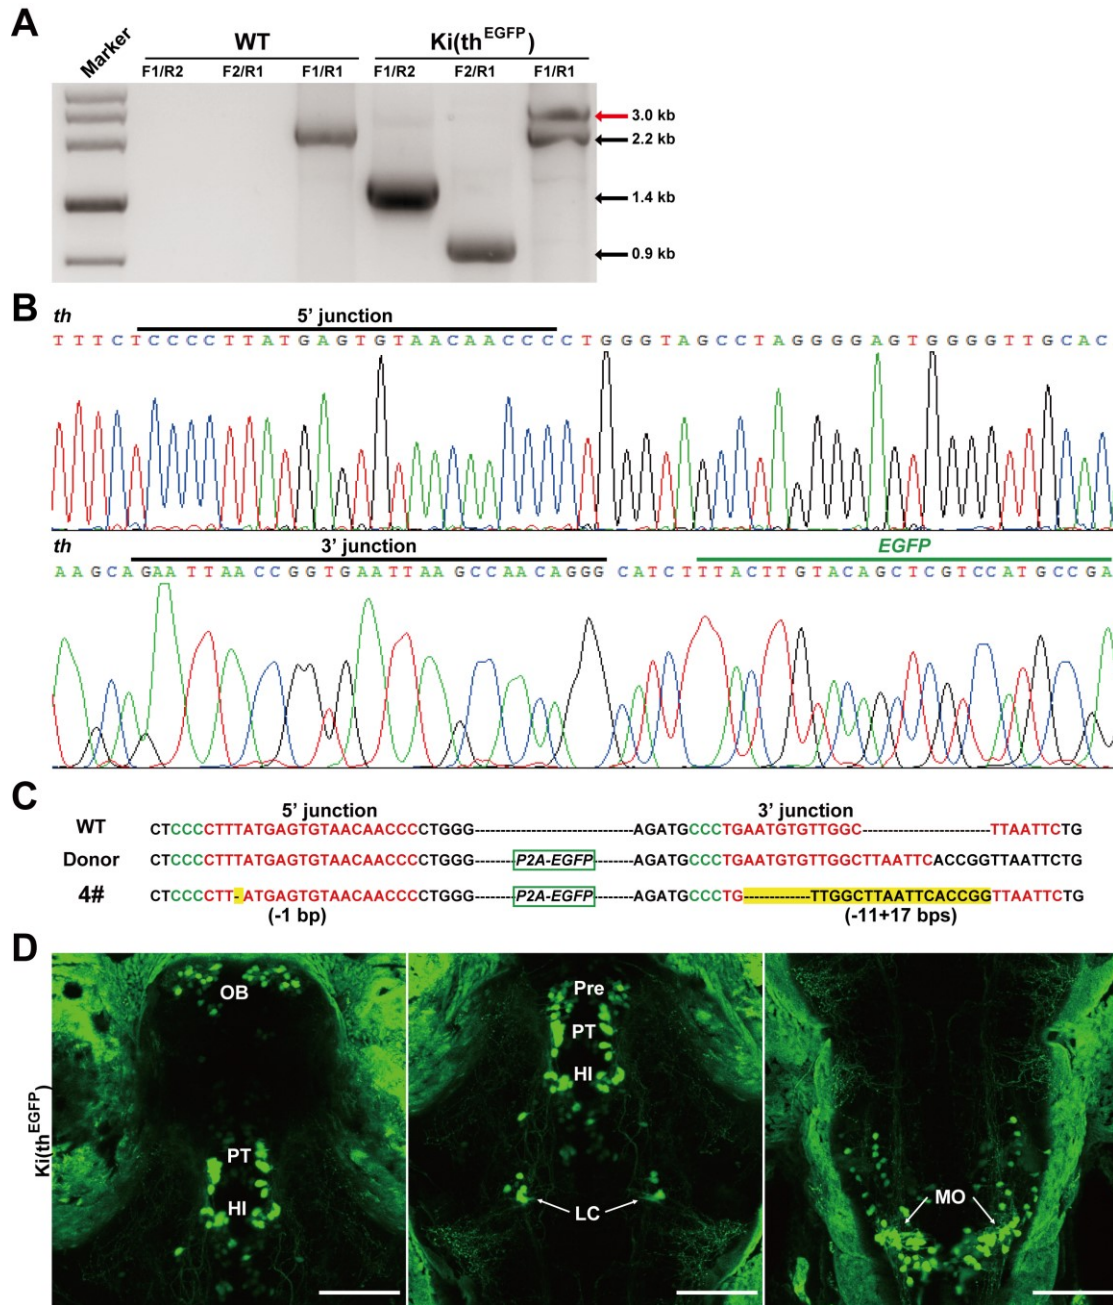 A
Marker
WT
Ki(th^EGFP)
F1/R2 F2/R1 F1/R1 F1/R2 F2/R1 F1/R1
3.0 kb
2.2 kb
1.4 kb
0.9 kb
B
th 5' junction
T T T C T C C C C T T A T G A G T G T A A C A A C C C C T G G G T A G C C T A G G G G A G T G G G G T T G C A C
th 3' junction EGFP
A A G C A G A A T T A A C C G G T G A A T T A A G C C A A C A G G G C A T C T T T A C T T G T A C A G C T C G T C C A T G C C G A
C
5' junction 3' junction
WT CTCCCCTTTATGAGTGTAACAACCCCTGGG--------------------------AGATGCCCTGAATGTGTTGGC---------------------TTAATTCTG
Donor CTCCCCTTTATGAGTGTAACAACCCCTGGG------P2A-EGFP------AGATGCCCTGAATGTGTTGGCTTAATTCACCGGTTAATTCTG
4# CTCCCCTT-ATGAGTGTAACAACCCCTGGG------P2A-EGFP------AGATGCCCTG-----------TTGGCTTAATTCACCGGTTAATTCTG
(-1 bp) (-11+17 bps)
D
Ki(th^EGFP)
OB
PT
HI
Pre
PT
HI
LC
MO